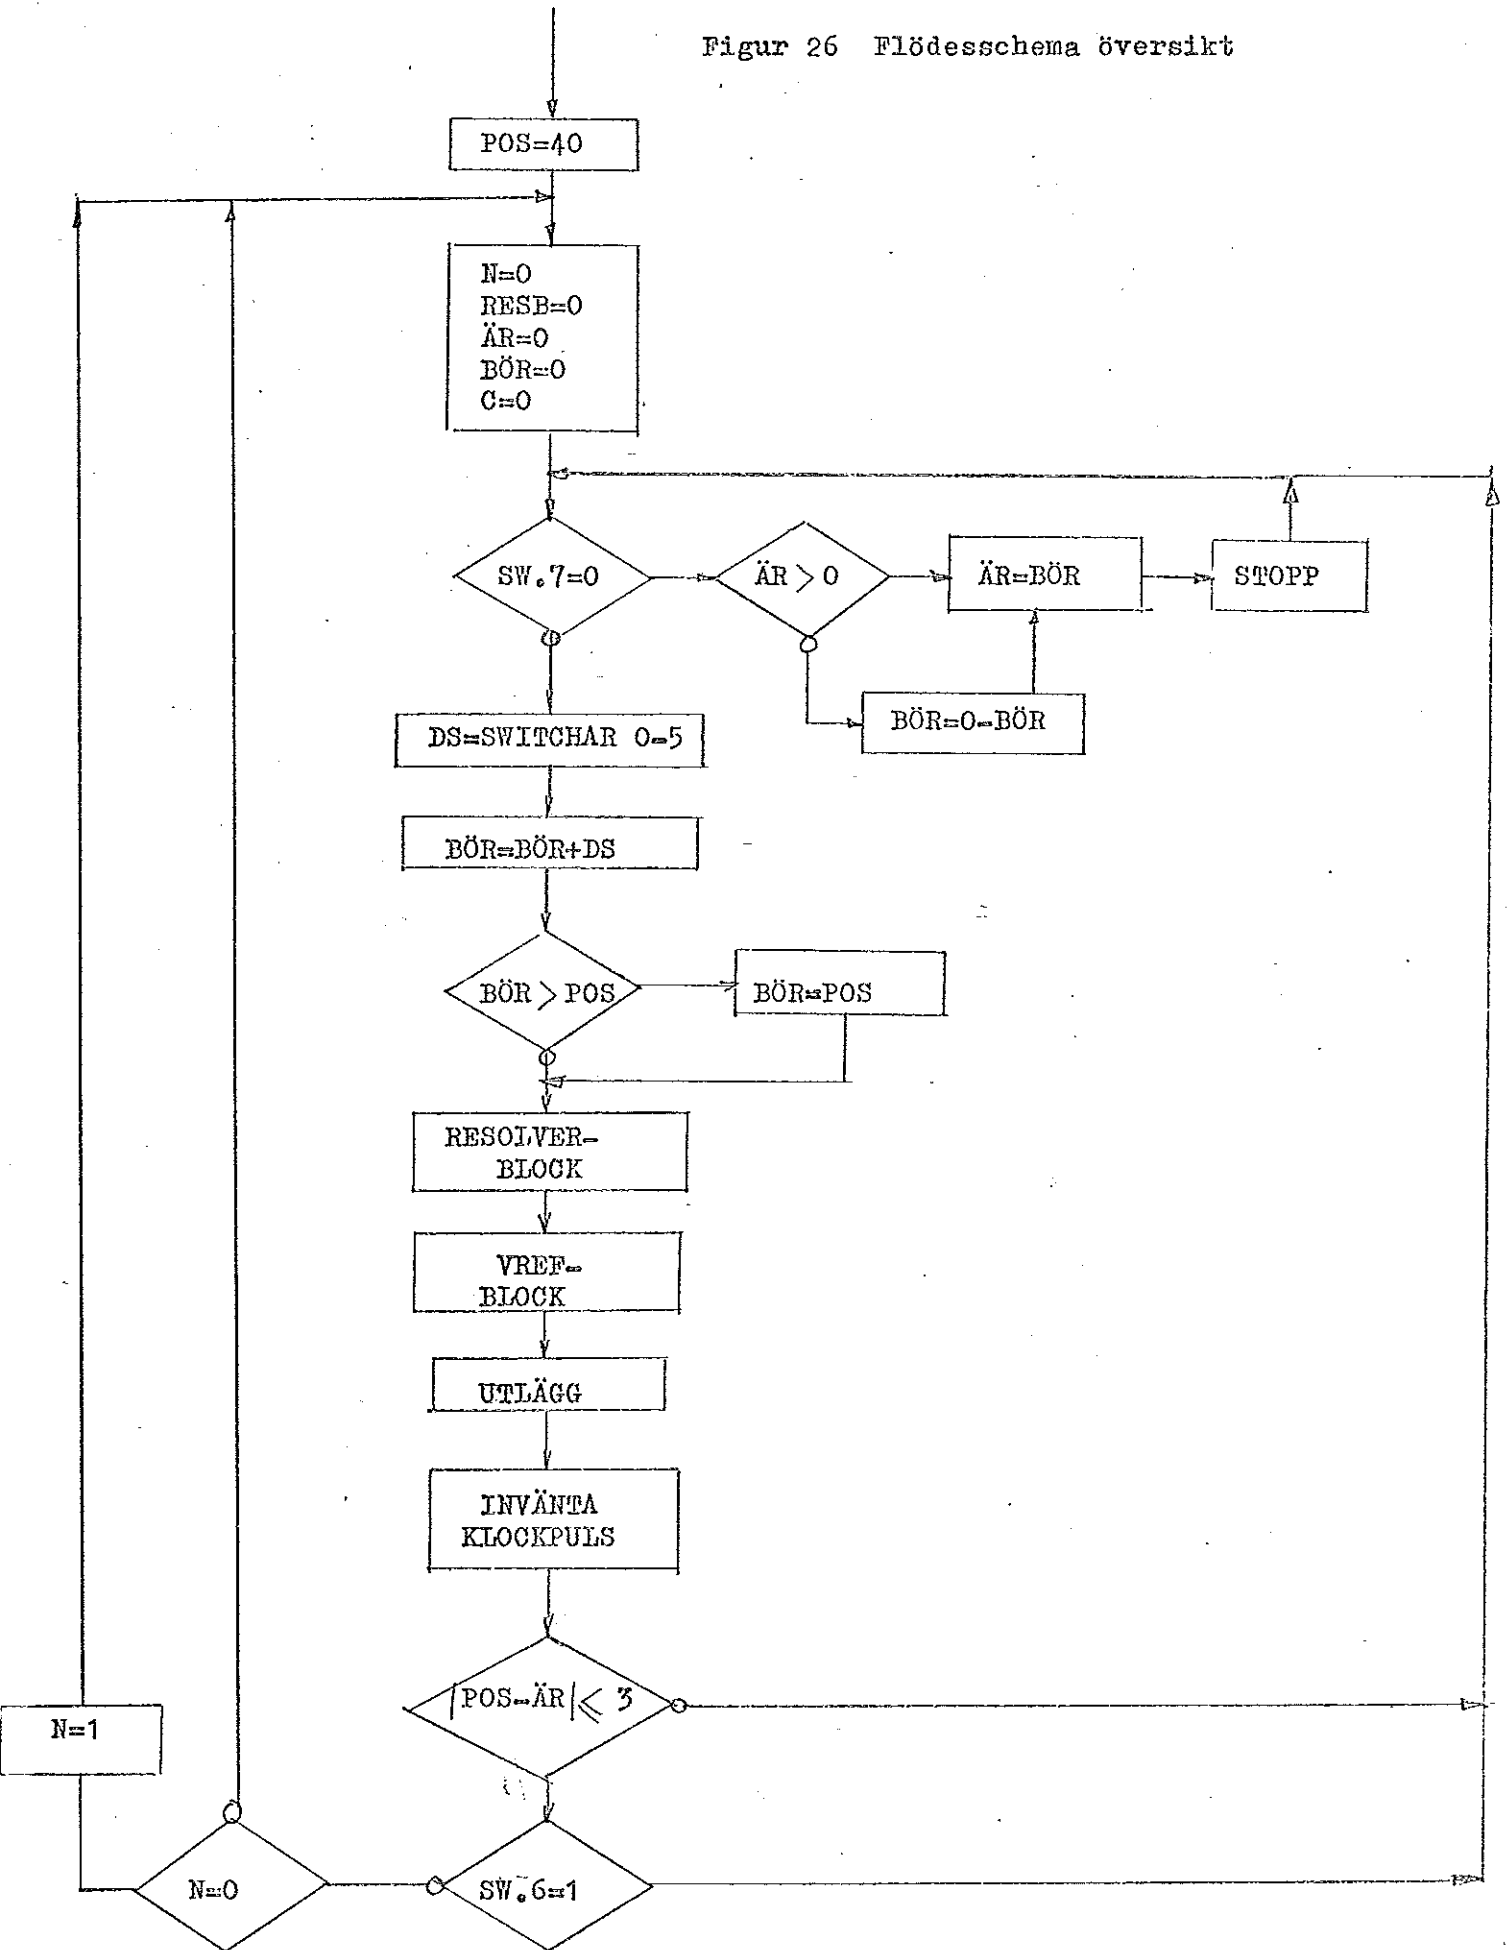 Figur 26 Flödesschema översikt
POS=40
N=0
RESB=0
ÄR=0
BÖR=0
C=0
SW.7=0
ÄR > 0
ÄR=BÖR
STOPP
BÖR=0-BÖR
DS=SWITCHAR 0-5
BÖR=BÖR+DS
BÖR > POS
BÖR=POS
RESOLVER-
BLOCK
VREF-
BLOCK
UTLÄGG
INVÄNTA
KLOCKPULS
|POS-ÄR| ≤ 3
N=1
N=0
SW.6=1